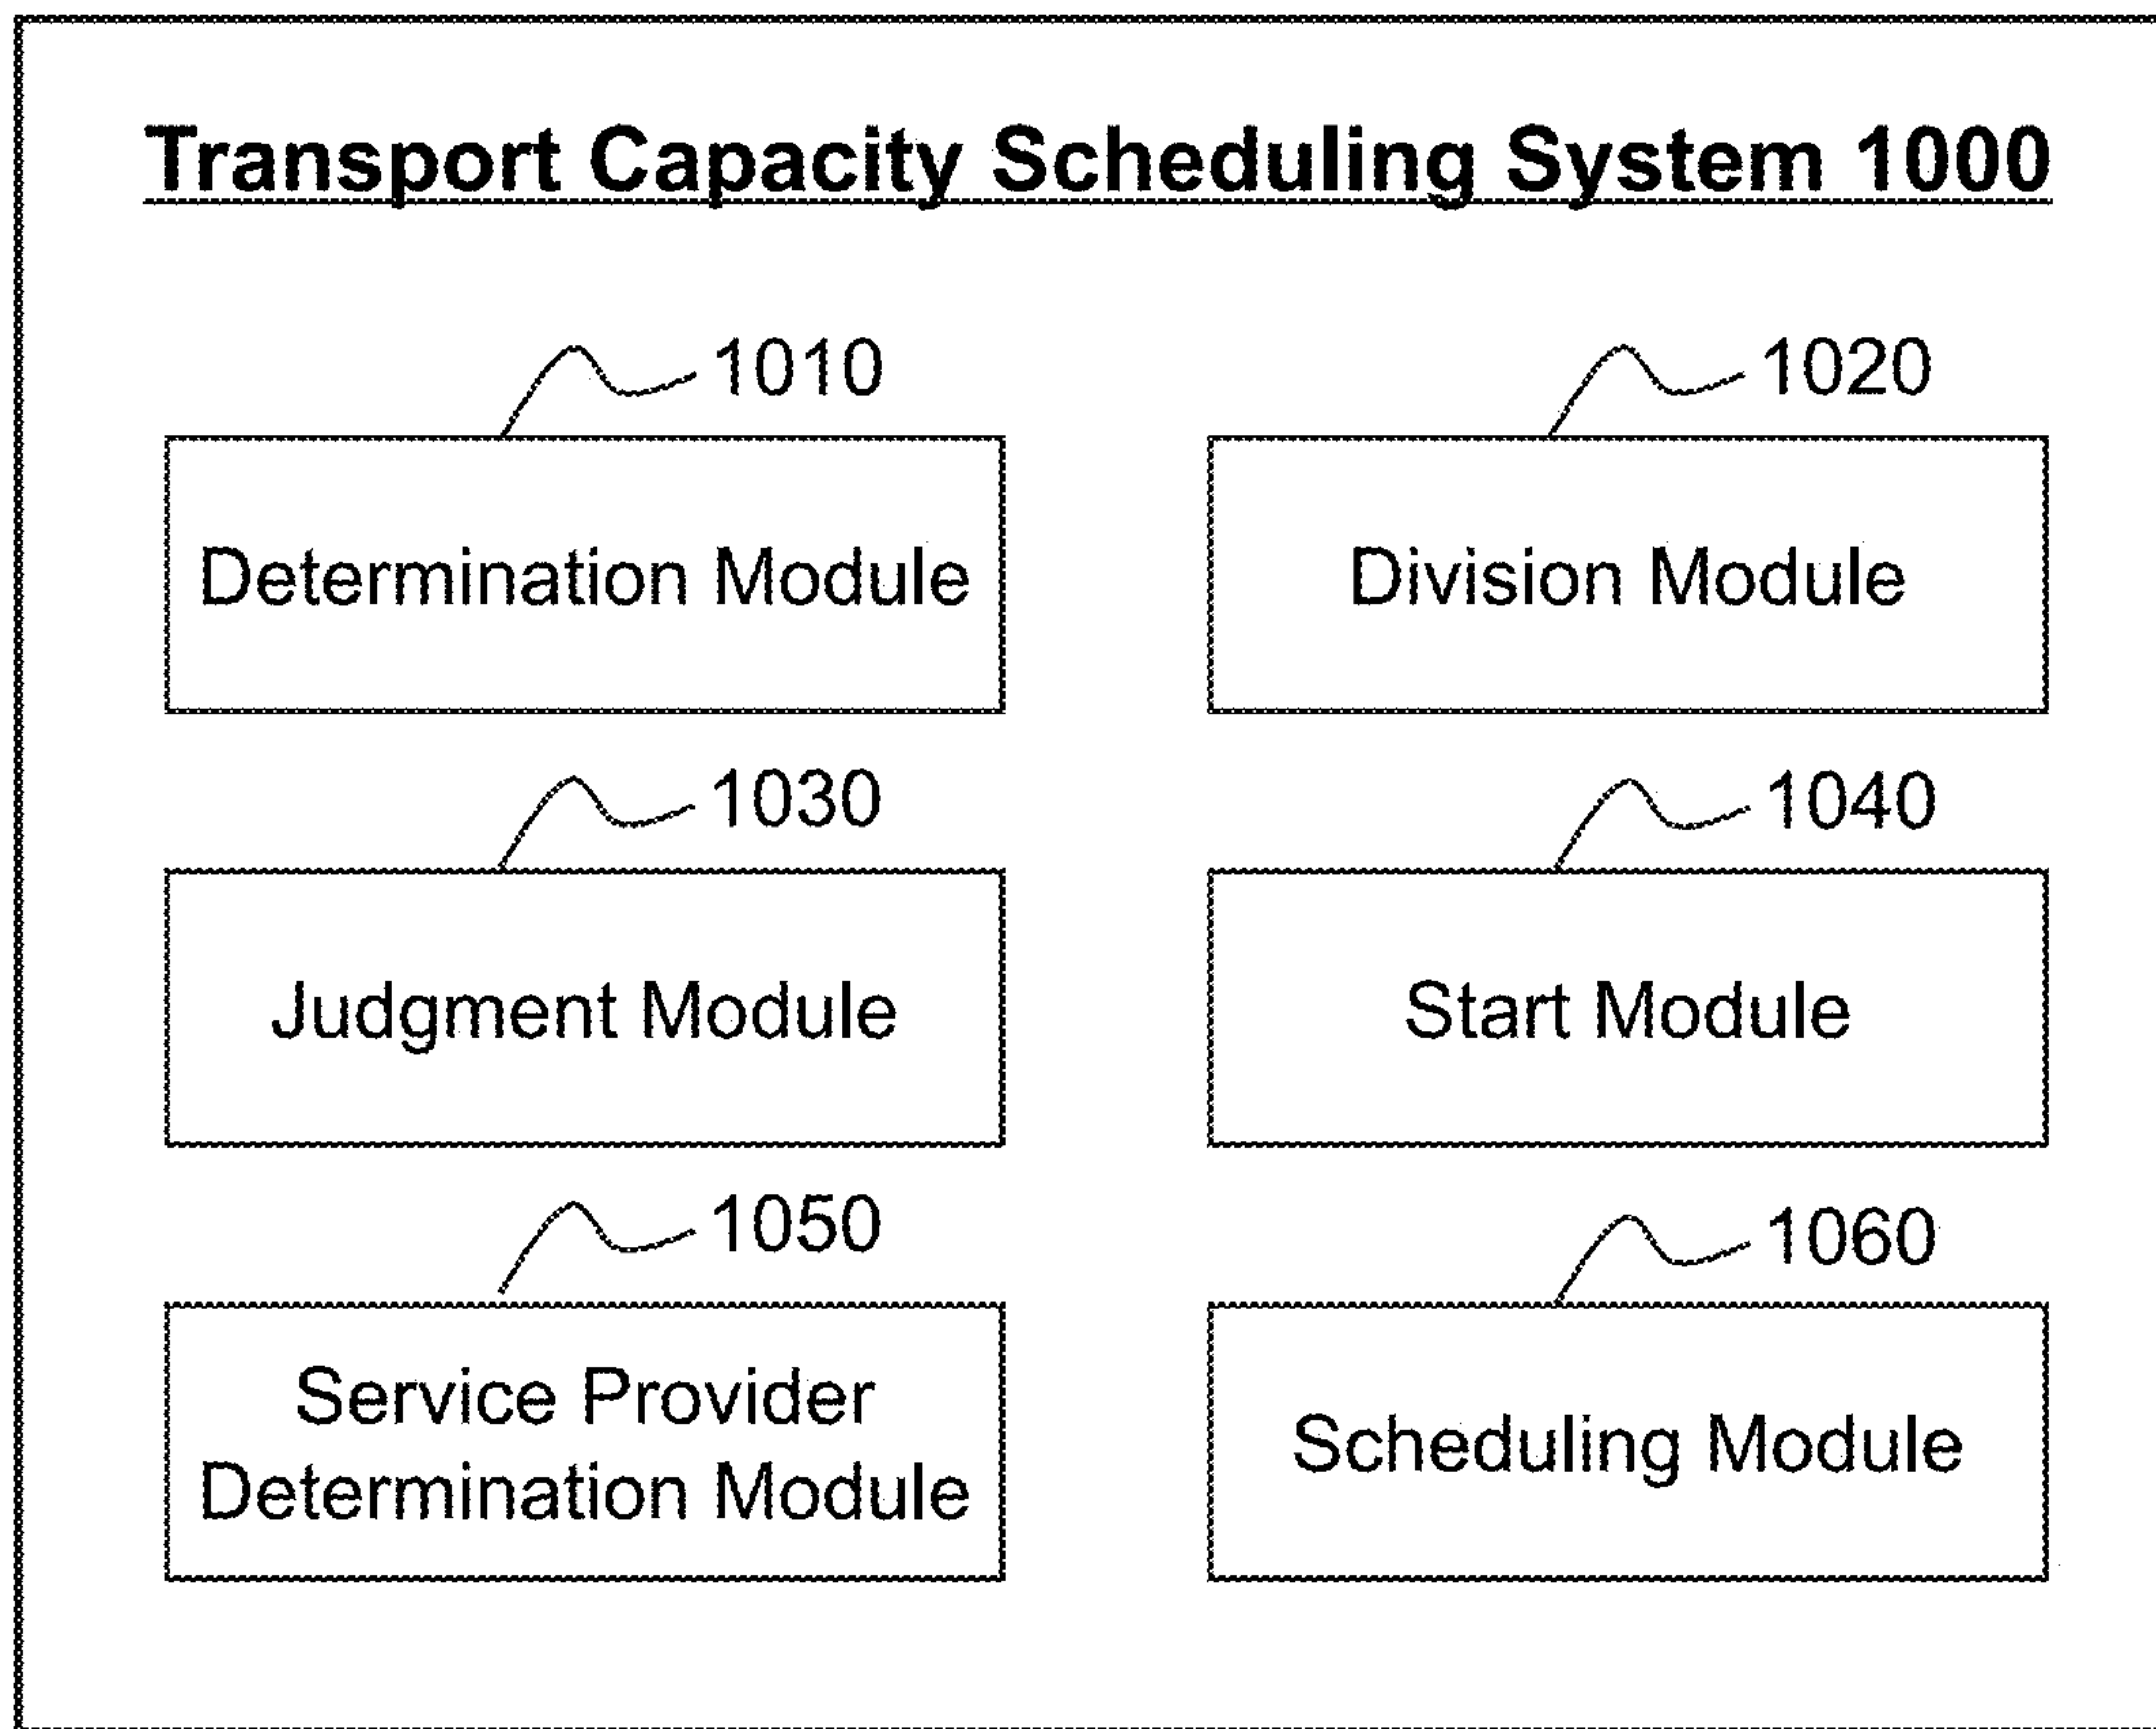 Transport Capacity Scheduling System 1000
1010
1020
Determination Module
Division Module
1030
1040
Judgment Module
Start Module
1050
1060
Service Provider
Determination Module
Scheduling Module